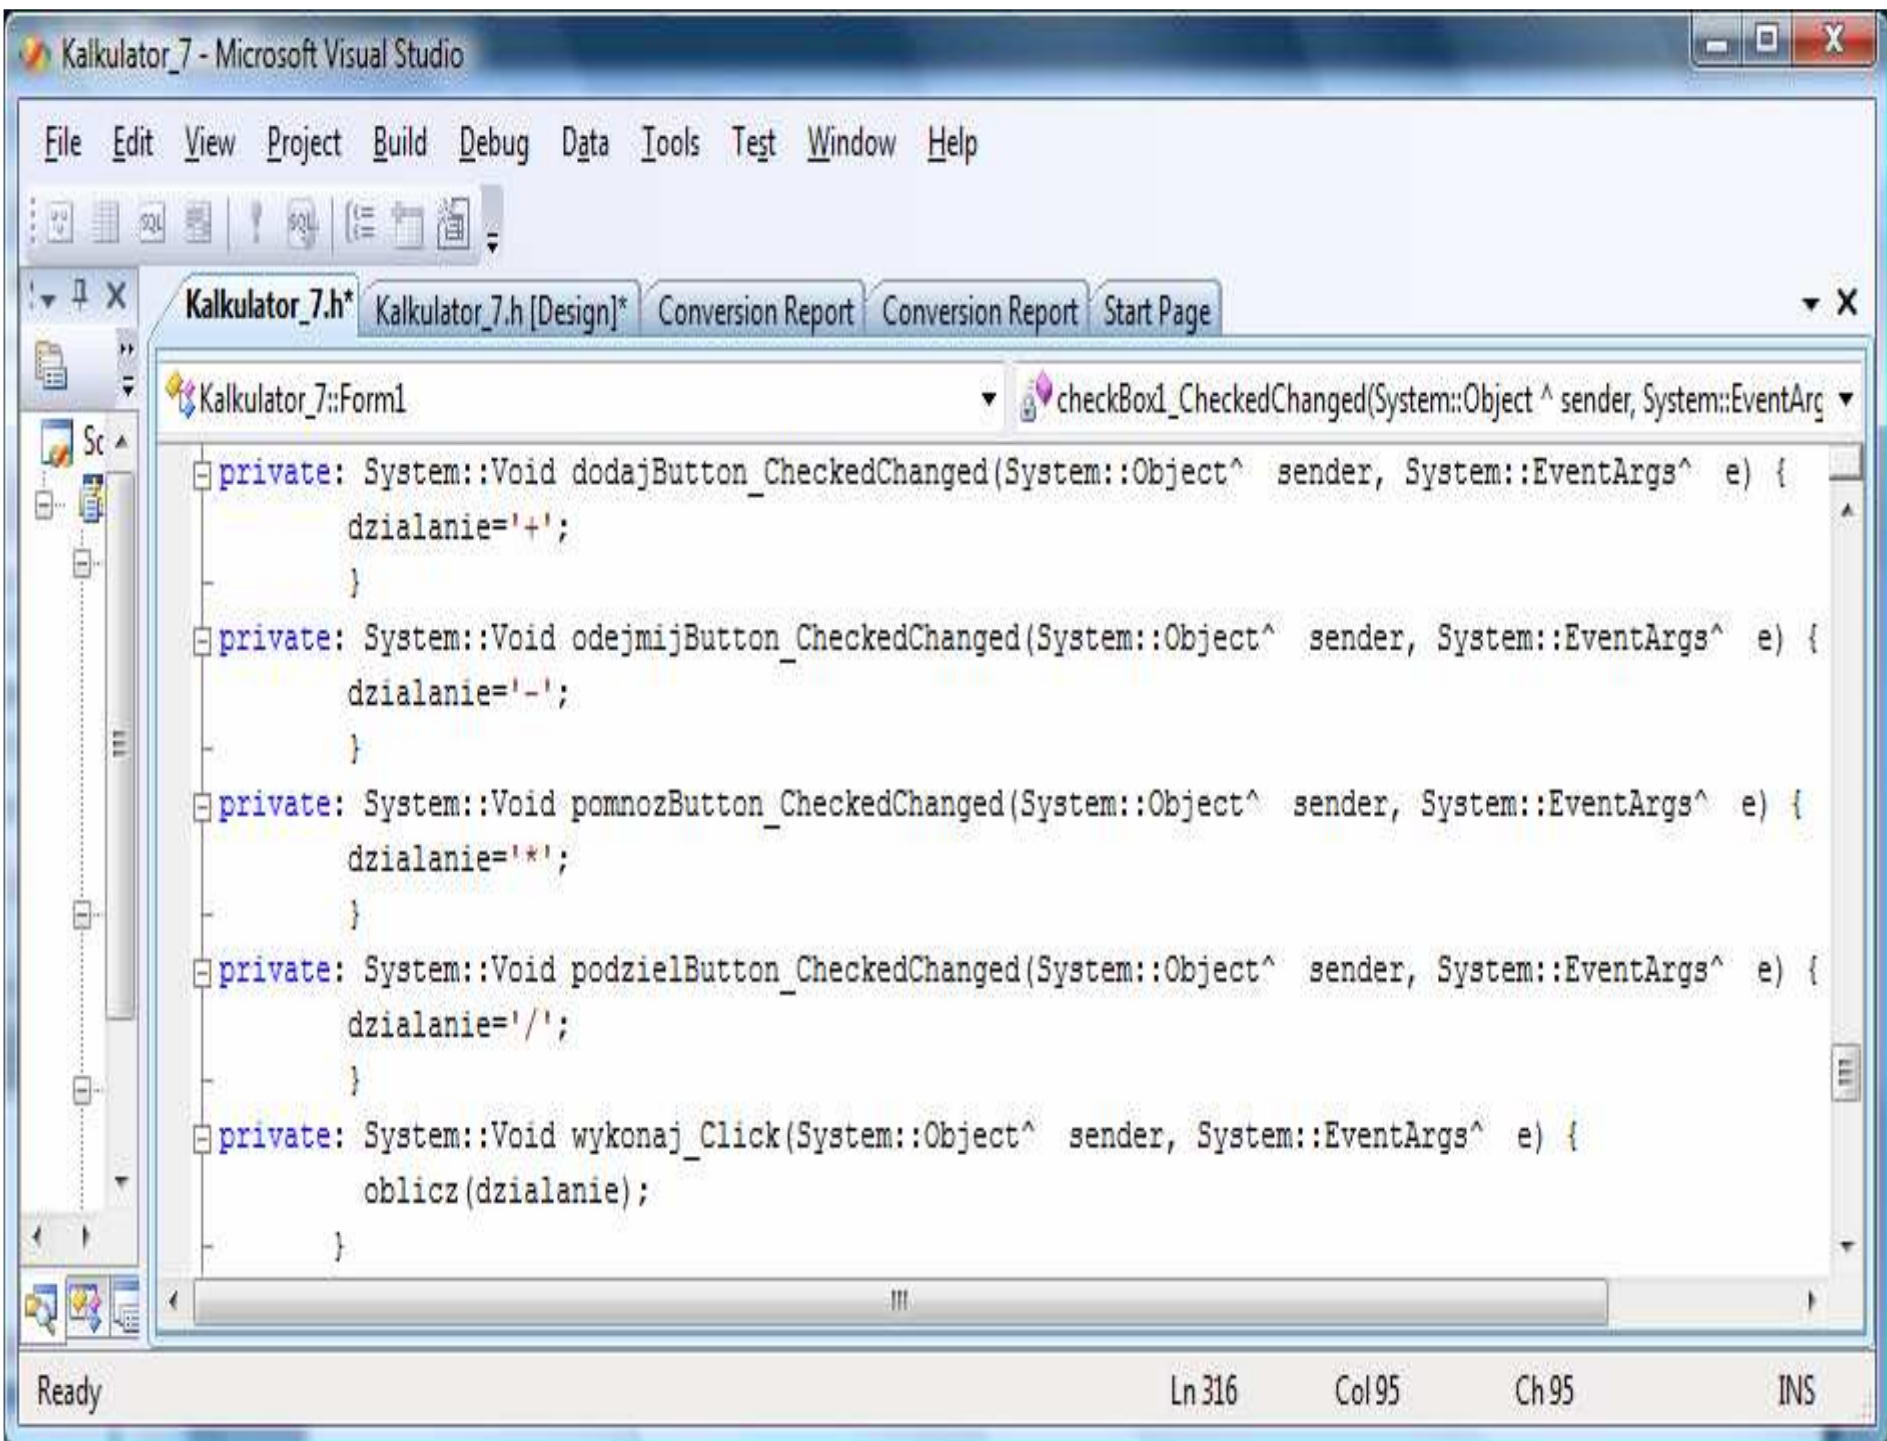 Kalkulator_7 - Microsoft Visual Studio
File Edit View Project Build Debug Data Tools Test Window Help
SQL SQL
Kalkulator_7.h* Kalkulator_7.h [Design]* Conversion Report Conversion Report Start Page
Kalkulator_7::Form1 checkBox1_CheckedChanged(System::Object ^ sender, System::EventArg
Sc
private: System::Void dodajButton_CheckedChanged(System::Object^  sender, System::EventArgs^  e) {
dzialanie='+';
}
private: System::Void odejmijButton_CheckedChanged(System::Object^  sender, System::EventArgs^  e) {
dzialanie='-';
}
private: System::Void pomnozButton_CheckedChanged(System::Object^  sender, System::EventArgs^  e) {
dzialanie='*';
}
private: System::Void podzielButton_CheckedChanged(System::Object^  sender, System::EventArgs^  e) {
dzialanie='/';
}
private: System::Void wykonaj_Click(System::Object^  sender, System::EventArgs^  e) {
oblicz(dzialanie);
}
Ready Ln 316 Col 95 Ch 95 INS